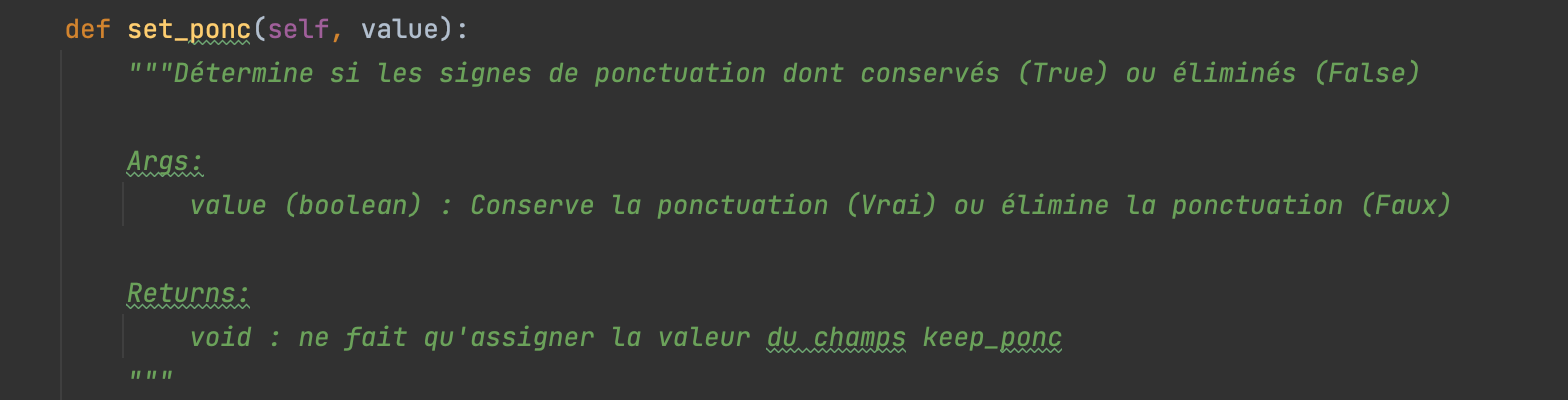 def set_ponc(self, value):
"""Détermine si les signes de ponctuation dont conservés (True) ou éliminés (False)
Args:
value (boolean) : Conserve la ponctuation (Vrai) ou élimine la ponctuation (Faux)
Returns:
void : ne fait qu'assigner la valeur du champs keep_ponc
"""